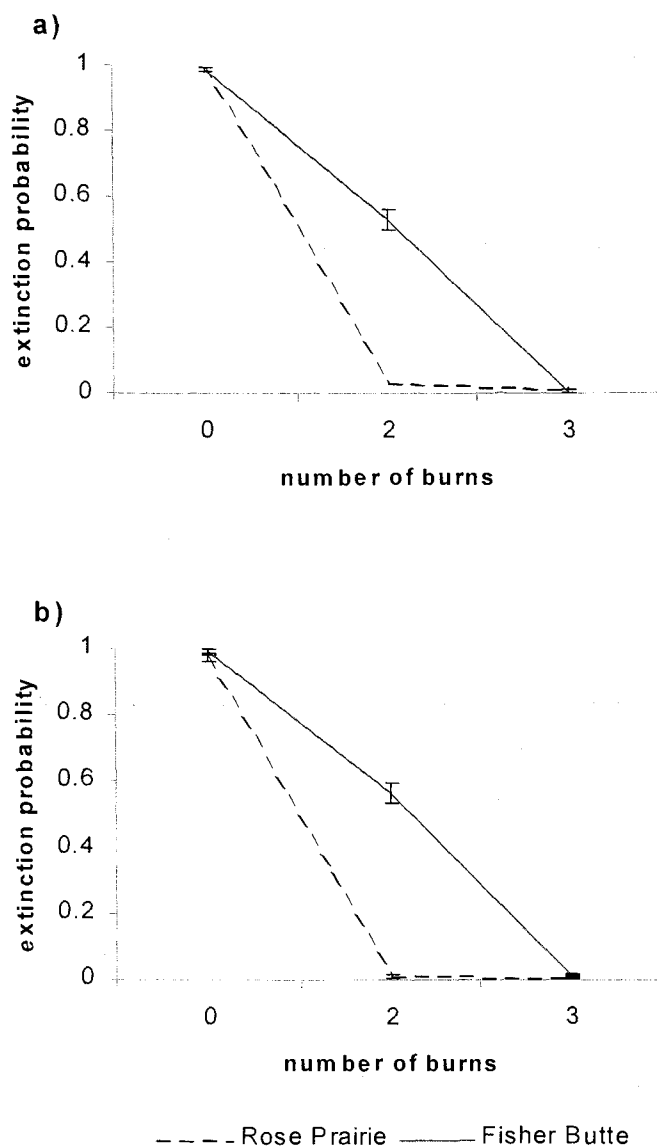 a)
extinction probability
1
0.8
0.6
0.4
0.2
0
0 2 3
number of burns
b)
extinction probability
1
0.8
0.6
0.4
0.2
0
0 2 3
number of burns
Rose Prairie Fisher Butte